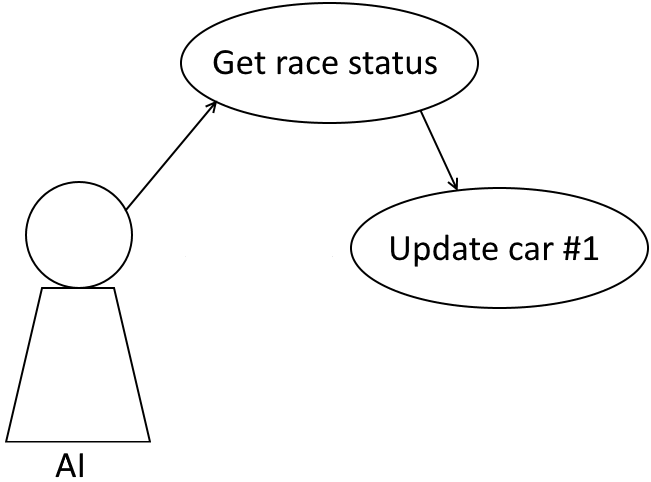 Get race status
Update car #1
AI